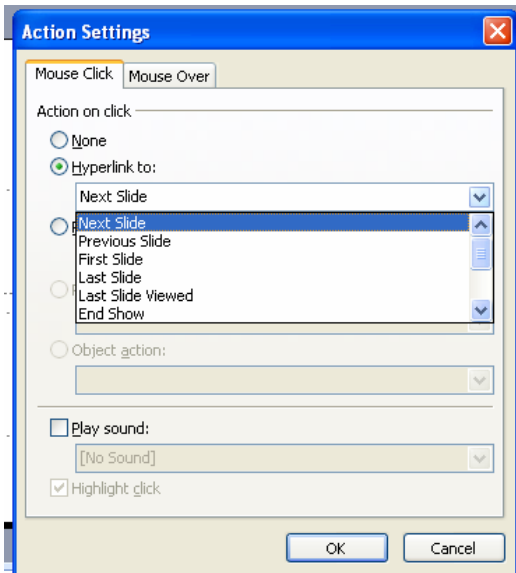 Action Settings
Mouse Click Mouse Over
Action on click
None
Hyperlink to:
Next Slide
Next Slide
Previous Slide
First Slide
Last Slide
Last Slide Viewed
End Show
Object action:
Play sound:
[No Sound]
Highlight click
OK Cancel